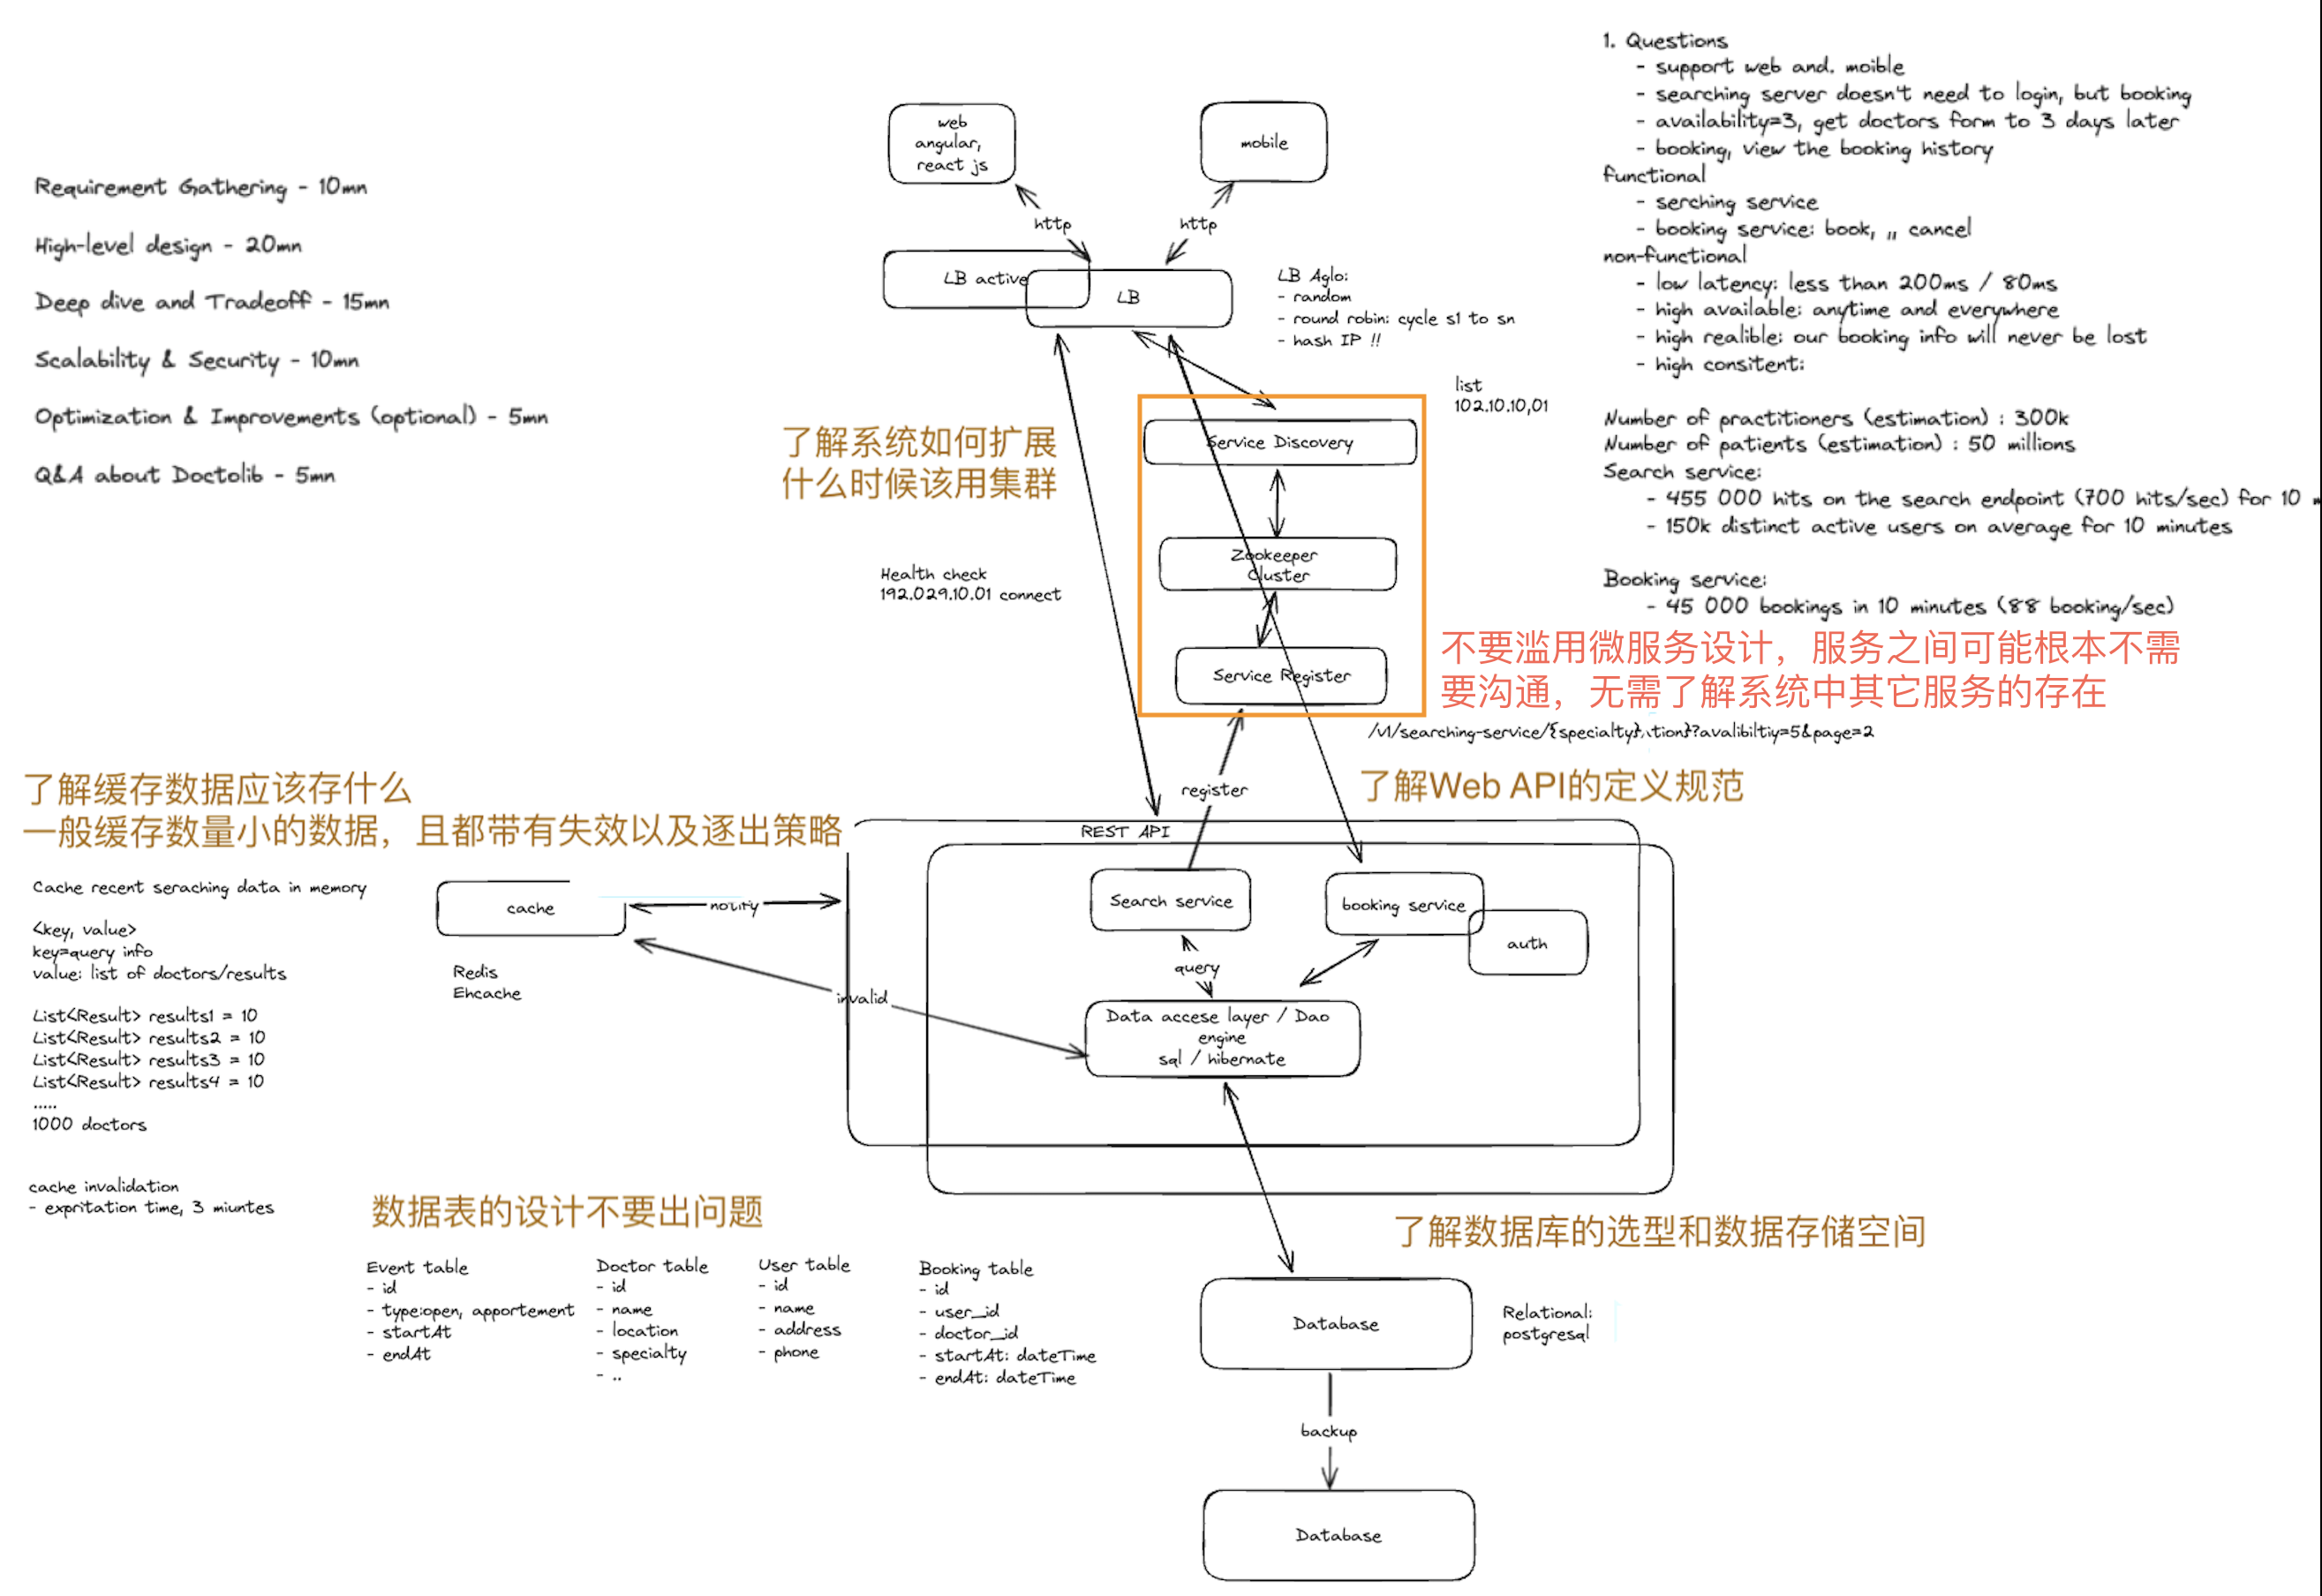 Requirement Gathering - 10mn
High-level design - 20mn
Deep dive and Tradeoff - 15mn
Scalability & Security - 10mn
Optimization & Improvements (optional) - 5mn
Q&A about Doctolib - 5mn
web
angular,
react js
mobile
http
http
LB active
LB
LB Aglo:
- random
- round robin: cycle s1 to sn
- hash IP !!
list
102.10.10,01
1. Questions
- support web and. moible
- searching server doesn't need to login, but booking
- availability=3, get doctors form to 3 days later
- booking, view the booking history
functional
- serching service
- booking service: book, ,, cancel
non-functional
- low latency: less than 200ms / 80ms
- high available: anytime and everywhere
- high realible: our booking info will never be lost
- high consitent:
Number of practitioners (estimation) : 300k
Number of patients (estimation) : 50 millions
Search service:
- 455 000 hits on the search endpoint (700 hits/sec) for 10
- 150k distinct active users on average for 10 minutes
Booking service:
- 45 000 bookings in 10 minutes (88 booking/sec)
了解系统如何扩展
什么时候该用集群
Service Discovery
Zookeeper
Cluster
Service Register
Health check
192.029.10.01 connect
不要滥用微服务设计，服务之间可能根本不需
要沟通，无需了解系统中其它服务的存在
/v1/searching-service/{specialty},tion}?avalibiltiy=5&page=2
register
了解Web API的定义规范
了解缓存数据应该存什么
一般缓存数量小的数据，且都带有失效以及逐出策略
REST API
Search service
booking service
auth
query
Data accese layer / Dao
engine
sql / hibernate
cache
notify
invalid
Redis
Ehcache
Cache recent seraching data in memory
<key, value>
key=query info
value: list of doctors/results
List<Result> results1 = 10
List<Result> results2 = 10
List<Result> results3 = 10
List<Result> results4 = 10
.....
1000 doctors
cache invalidation
- expritation time, 3 miuntes
数据表的设计不要出问题
Event table
- id
- type:open, apportement
- startAt
- endAt
Doctor table
- id
- name
- location
- specialty
- ..
User table
- id
- name
- address
- phone
Booking table
- id
- user_id
- doctor_id
- startAt: dateTime
- endAt: dateTime
了解数据库的选型和数据存储空间
Database
Relational:
postgresql
backup
Database